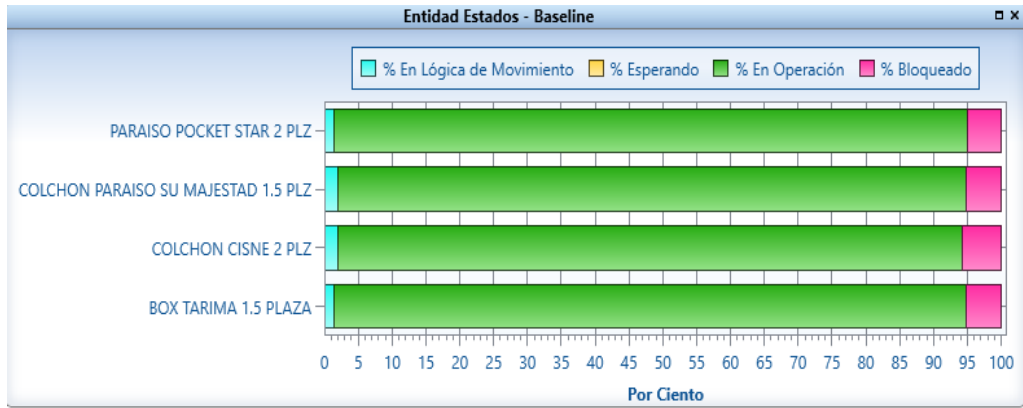 Entidad Estados - Baseline
% En Lógica de Movimiento % Esperando % En Operación % Bloqueado
PARAISO POCKET STAR 2 PLZ
COLCHON PARAISO SU MAJESTAD 1.5 PLZ
COLCHON CISNE 2 PLZ
BOX TARIMA 1.5 PLAZA
0 5 10 15 20 25 30 35 40 45 50 55 60 65 70 75 80 85 90 95 100
Por Ciento